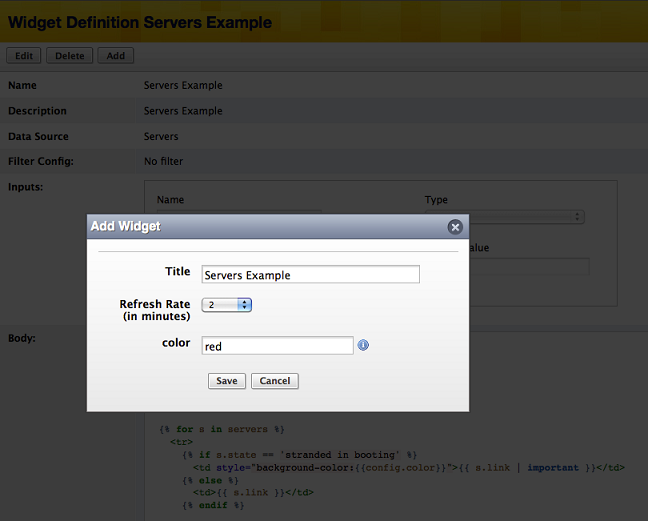 Widget Definition Servers Example
Edit Delete Add
Name Servers Example
Description Servers Example
Data Source Servers
Filter Config: No filter
Inputs:
Name Type
Add Widget
Title Servers Example
Refresh Rate (in minutes) 2
color red
Save Cancel
Body:
{% for s in servers %}
<tr>
{% if s.state == 'stranded in booting' %}
<td style="background-color:{{config.color}}">{{ s.link | important }}</td>
{% else %}
<td>{{ s.link }}</td>
{% endif %}